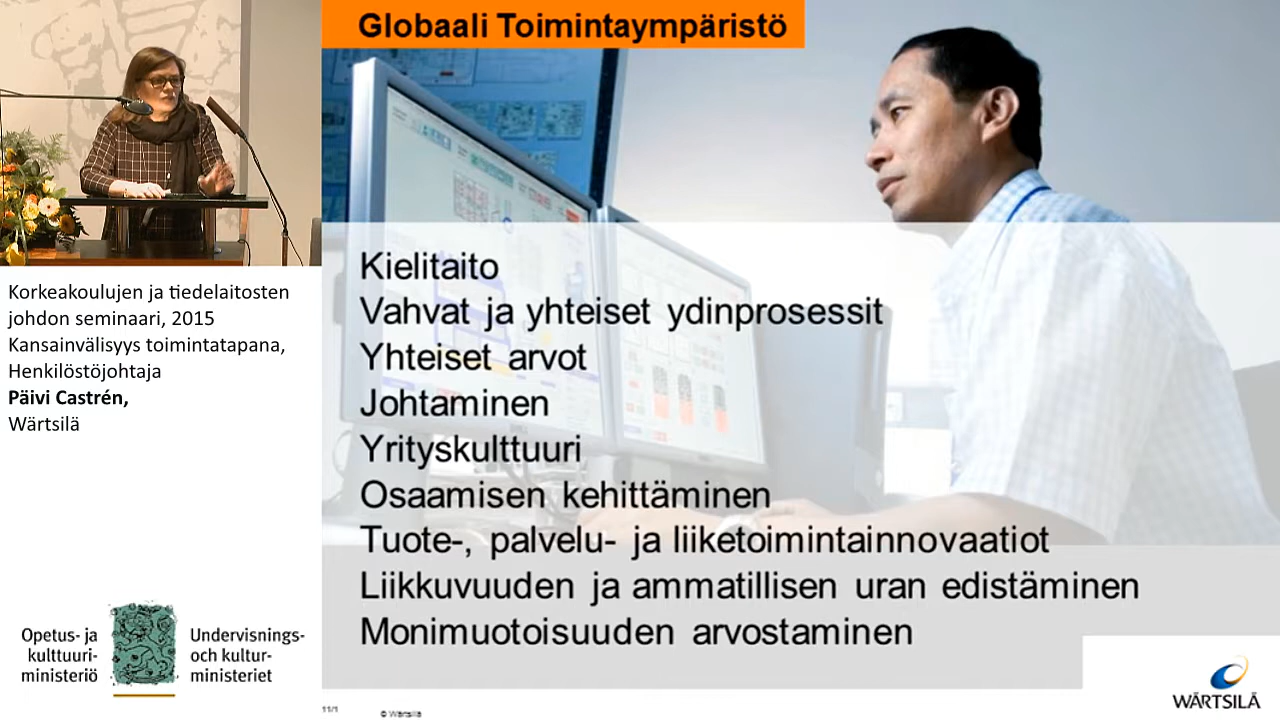 Globaali Toimintaympäristö
Kielitaito
Vahvat ja yhteiset ydinprosessit
Yhteiset arvot
Johtaminen
Yrityskulttuuri
Osaamisen kehittäminen
Tuote-, palvelu- ja liiketoimintainnovaatiot
Liikkuvuuden ja ammatillisen uran edistäminen
Monimuotoisuuden arvostaminen
Korkeakoulujen ja tiedelaitosten
johdon seminaari, 2015
Kansainvälisyys toimintatapana,
Henkilöstöjohtaja
Päivi Castrén,
Wärtsilä
Opetus- ja
kulttuuri-
ministeriö
Undervisnings-
och kultur-
ministeriet
11/1
© Wärtsilä
WÄRTSILÄ